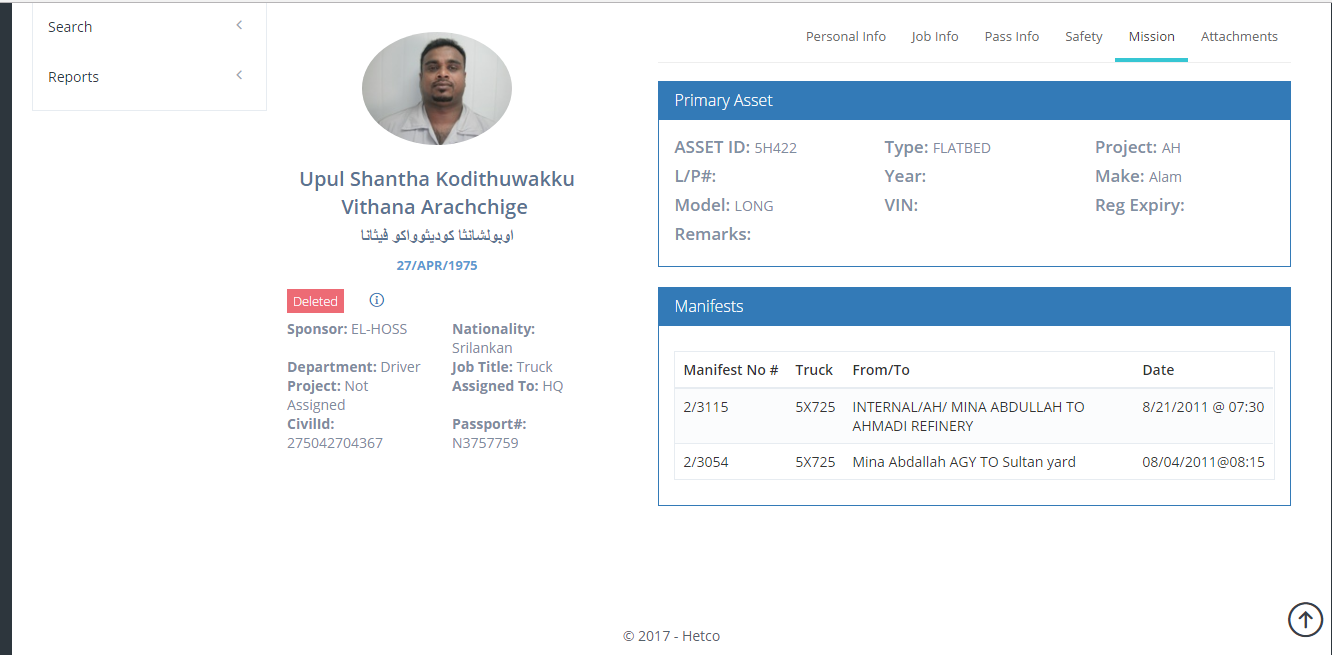 Search
Reports
Upul Shantha Kodithuwakku
Vithana Arachchige
اوبولشانثا كوديثوواكو فيثانا
27/APR/1975
Deleted
Sponsor: EL-HOSS
Nationality:
Srilankan
Department: Driver
Job Title: Truck
Project: Not
Assigned
Assigned To: HQ
CivilId:
275042704367
Passport#:
N3757759
Personal Info Job Info Pass Info Safety Mission Attachments
Primary Asset
ASSET ID: 5H422 Type: FLATBED Project: AH
L/P#: Year: Make: Alam
Model: LONG VIN: Reg Expiry:
Remarks:
Manifests
Manifest No # Truck From/To Date
2/3115 5X725 INTERNAL/AH/ MINA ABDULLAH TO 8/21/2011 @ 07:30
AHMADI REFINERY
2/3054 5X725 Mina Abdallah AGY TO Sultan yard 08/04/2011@08:15
© 2017 - Hetco